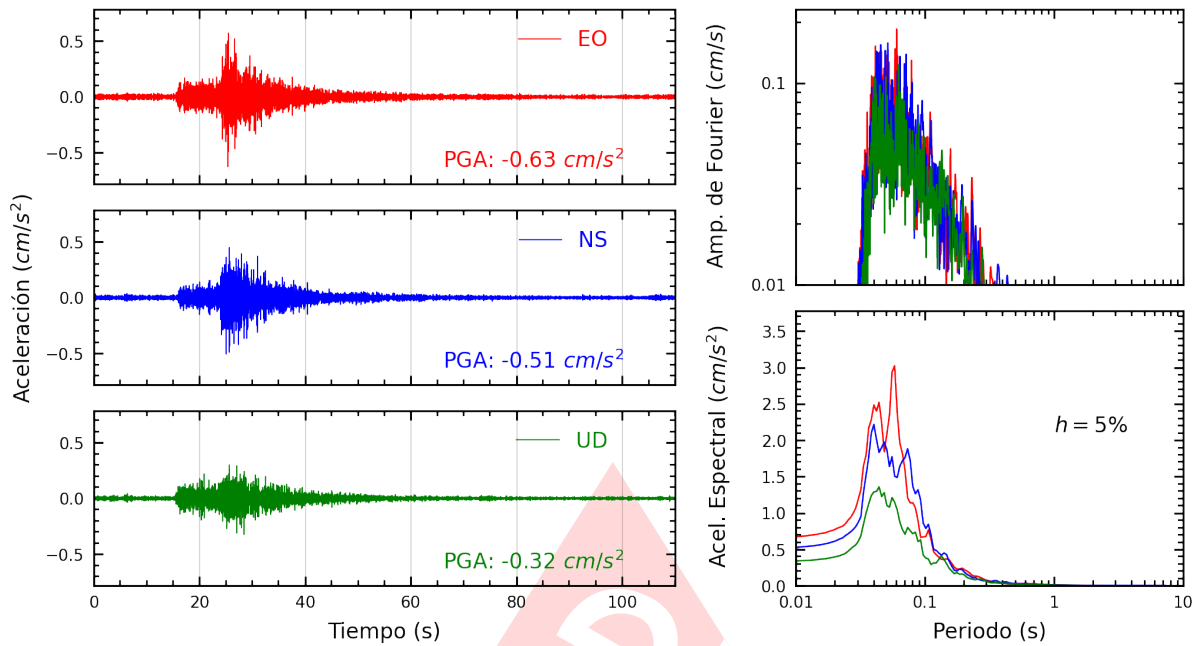 Aceleración (cm/s²)
0.5
0.0
−0.5
EO
PGA: -0.63 cm/s²
0.5
0.0
−0.5
NS
PGA: -0.51 cm/s²
0.5
0.0
−0.5
UD
PGA: -0.32 cm/s²
0 20 40 60 80 100
Tiempo (s)
Amp. de Fourier (cm/s)
0.1
0.01
Acel. Espectral (cm/s²)
3.5
3.0
2.5
2.0
1.5
1.0
0.5
0.0
h = 5%
0.01 0.1 1 10
Periodo (s)